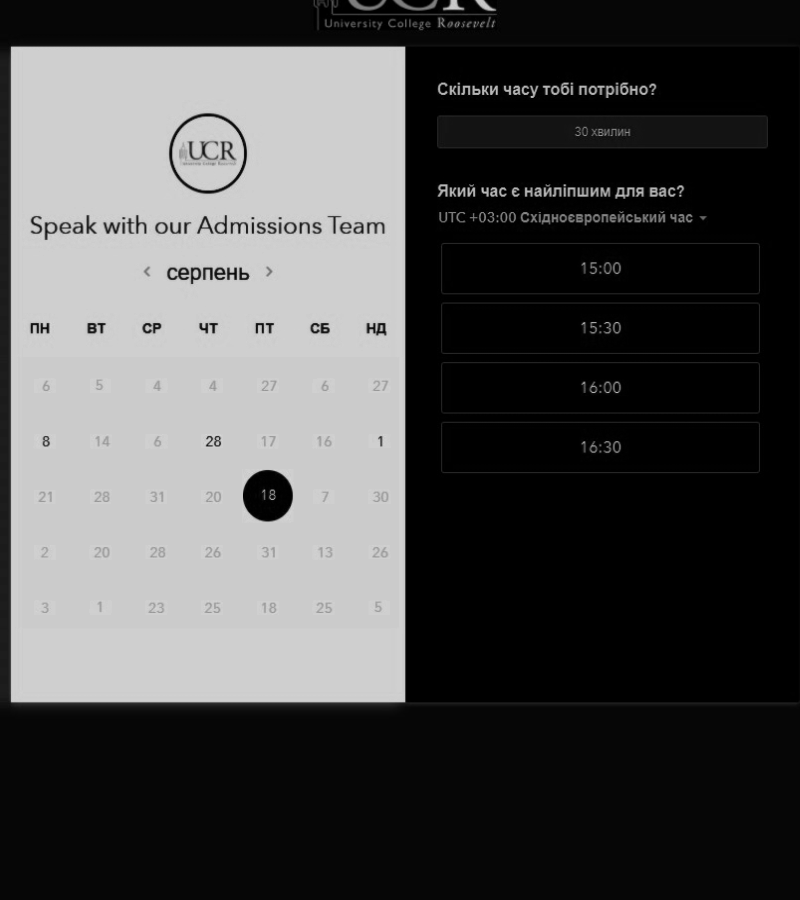 UCR
University College Roosevelt
UCR
University College Roosevelt
Speak with our Admissions Team
< серпень >
ПН ВТ СР ЧТ ПТ СБ НД
6 5 4 4 27 6 27
8 14 6 28 17 16 1
21 28 31 20 18 7 30
2 20 28 26 31 13 26
3 1 23 25 18 25 5
Скільки часу тобі потрібно?
30 хвилин
Який час є найліпшим для вас?
UTC +03:00 Східноєвропейський час
15:00
15:30
16:00
16:30